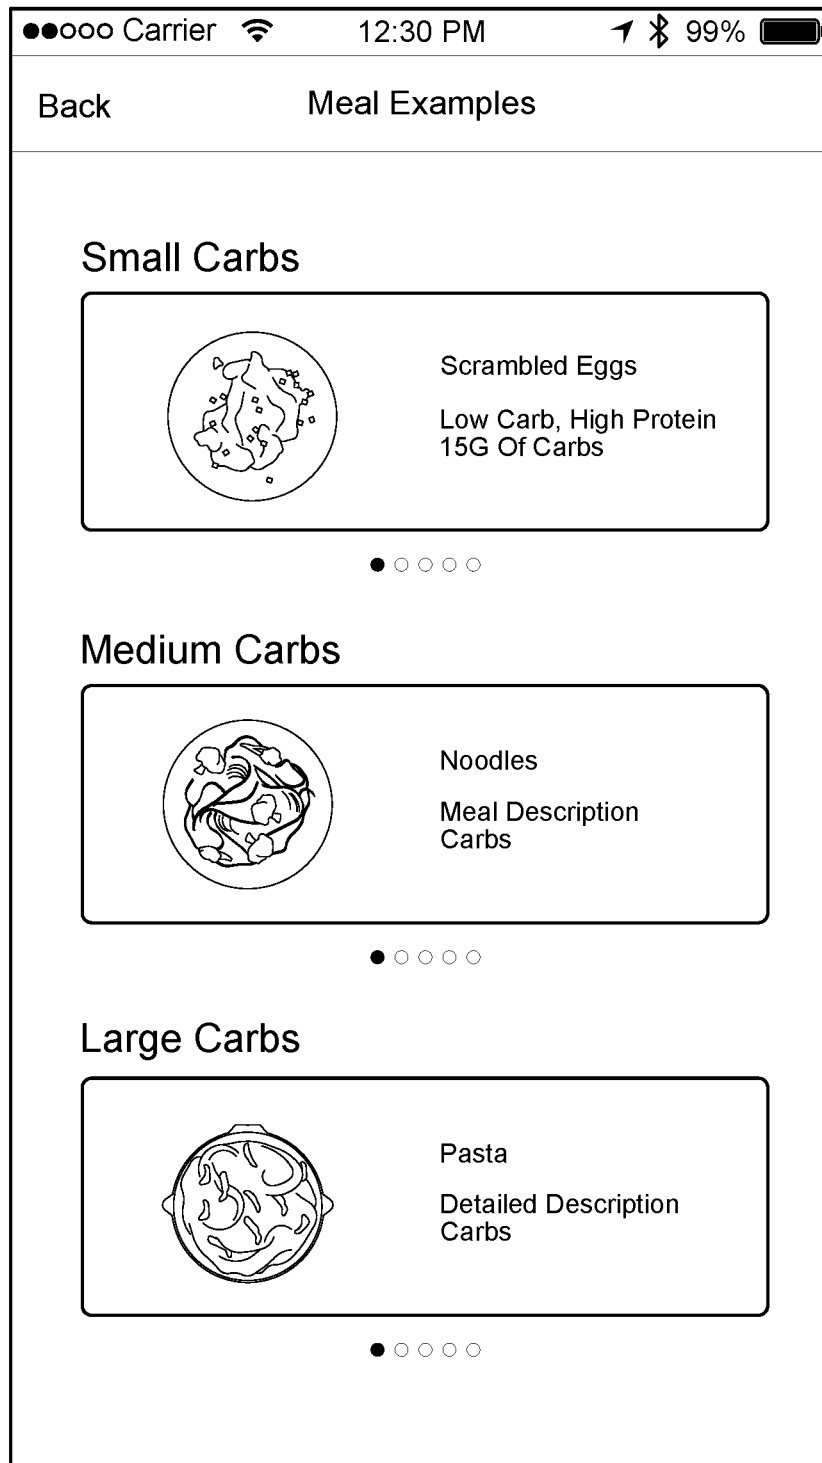 Carrier 12:30 PM 99%
Back Meal Examples
Small Carbs
Scrambled Eggs
Low Carb, High Protein
15G Of Carbs
Medium Carbs
Noodles
Meal Description
Carbs
Large Carbs
Pasta
Detailed Description
Carbs